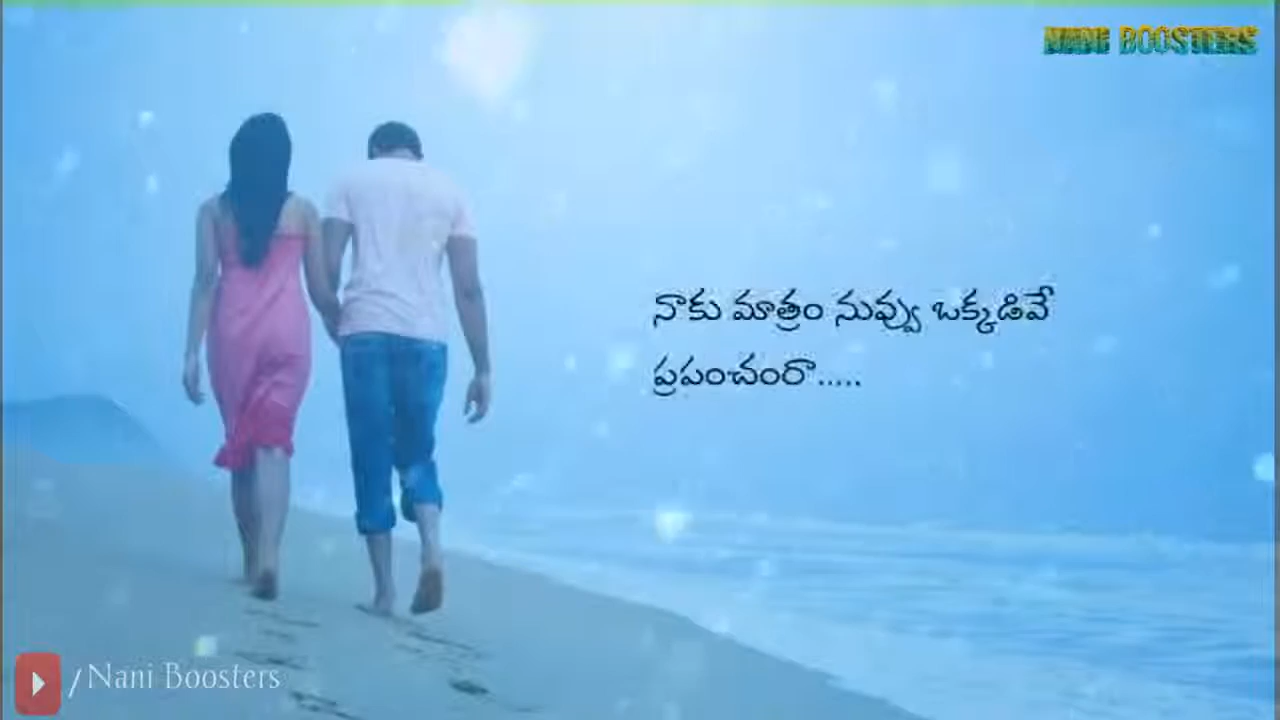 NANI BOOSTERS
నాకు మాత్రం నువ్వు ఒక్కడివే
ప్రపంచంరా.....
/Nani Boosters